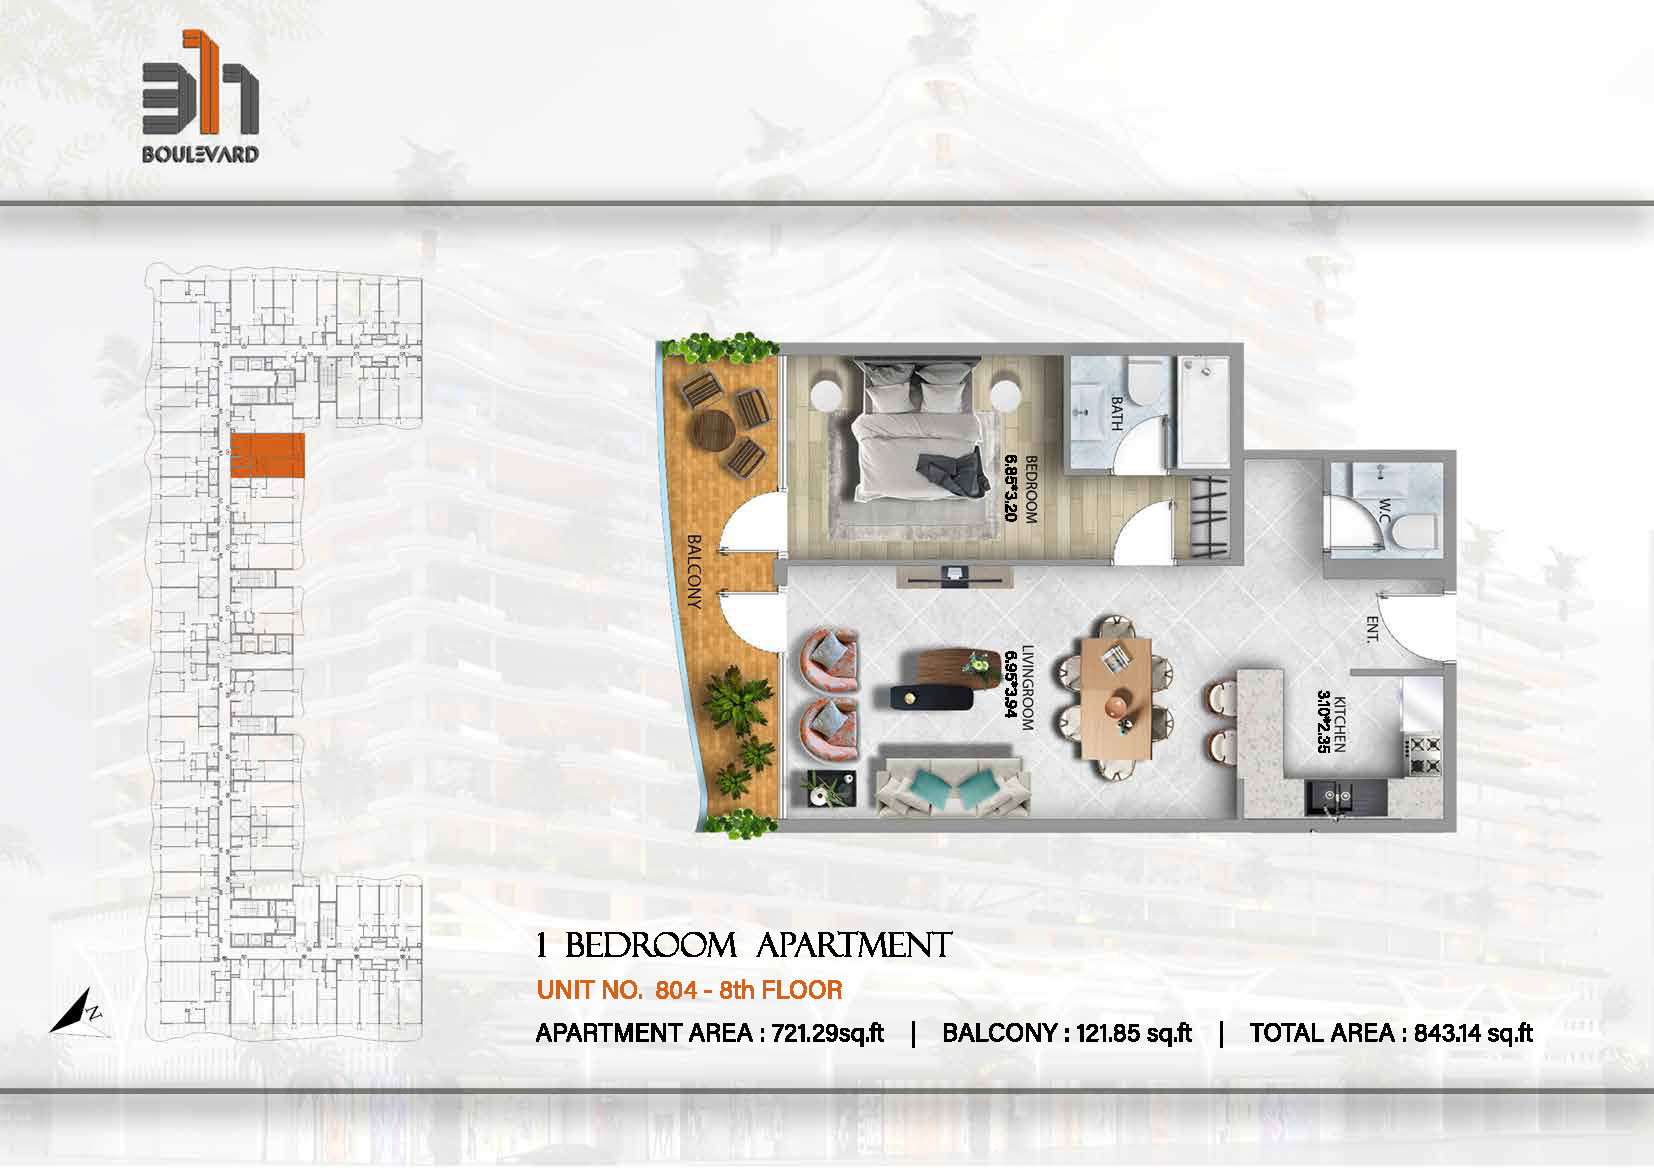 311
BOULEVARD
BATH
BEDROOM
6.85*3.20
W.C
BALCONY
ENT.
LIVINGROOM
6.95*3.94
KITCHEN
3.10*2.35
1 BEDROOM APARTMENT
UNIT NO. 804 - 8th FLOOR
APARTMENT AREA : 721.29sq.ft | BALCONY : 121.85 sq.ft | TOTAL AREA : 843.14 sq.ft
N